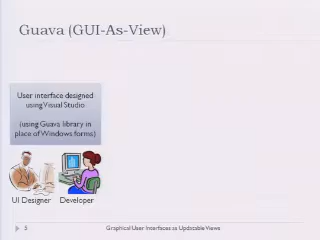 Guava (GUI-As-View)
User interface designed
using Visual Studio
(using Guava library in
place of Windows forms)
UI Designer Developer
5 Graphical User Interfaces as Updatable Views